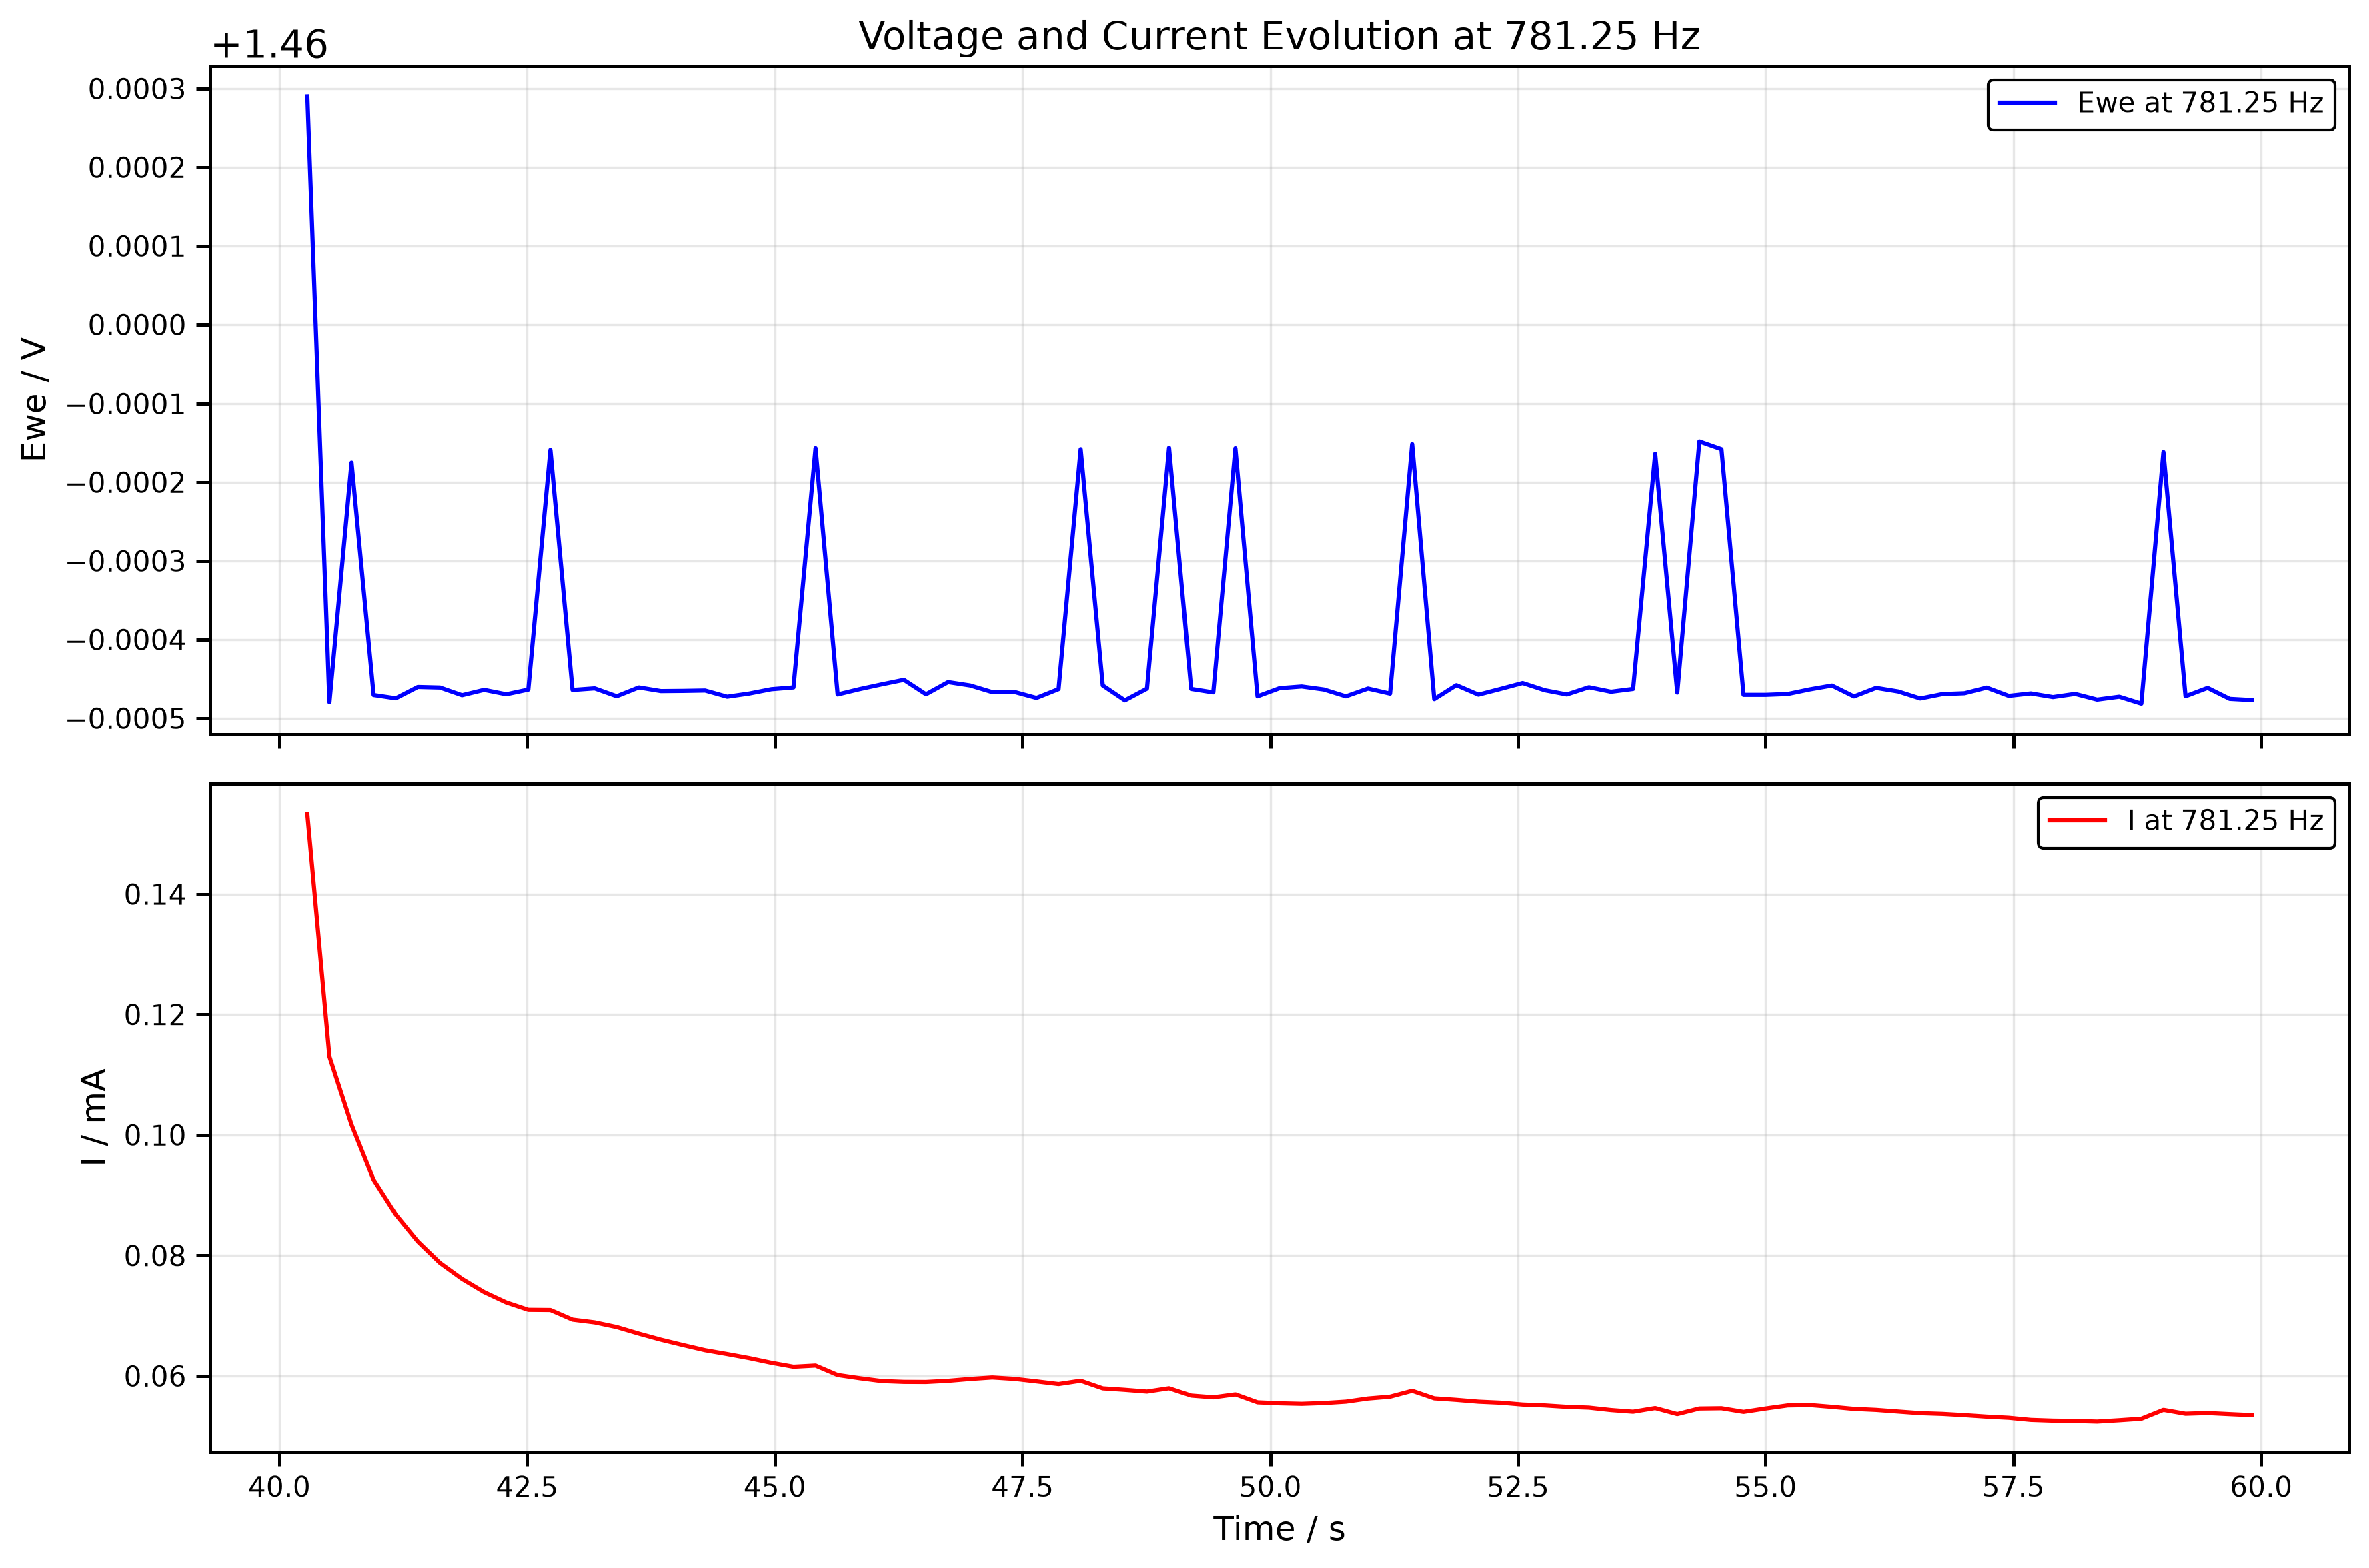 Voltage and Current Evolution at 781.25 Hz
+1.46
Ewe / V
0.0003
0.0002
0.0001
0.0000
−0.0001
−0.0002
−0.0003
−0.0004
−0.0005
Ewe at 781.25 Hz
I / mA
0.14
0.12
0.10
0.08
0.06
I at 781.25 Hz
40.0 42.5 45.0 47.5 50.0 52.5 55.0 57.5 60.0
Time / s